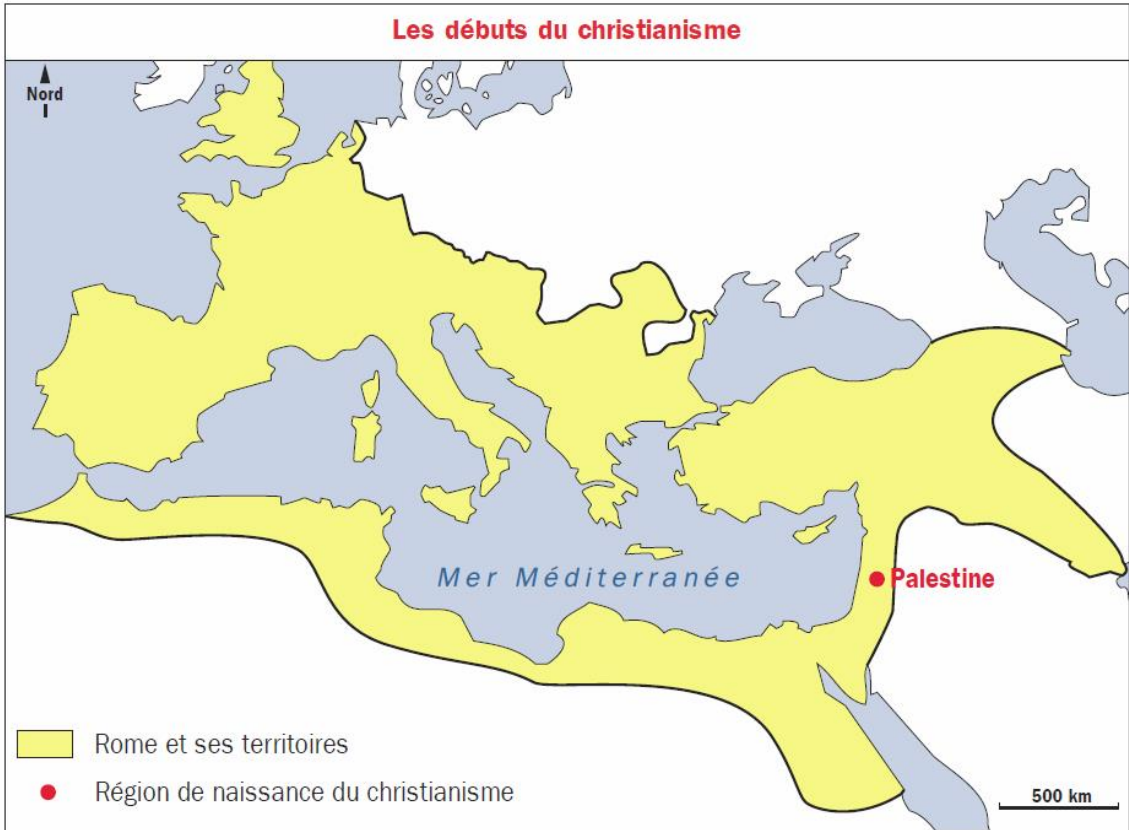 Les débuts du christianisme
Nord
Mer Méditerranée
Palestine
Rome et ses territoires
Région de naissance du christianisme
500 km